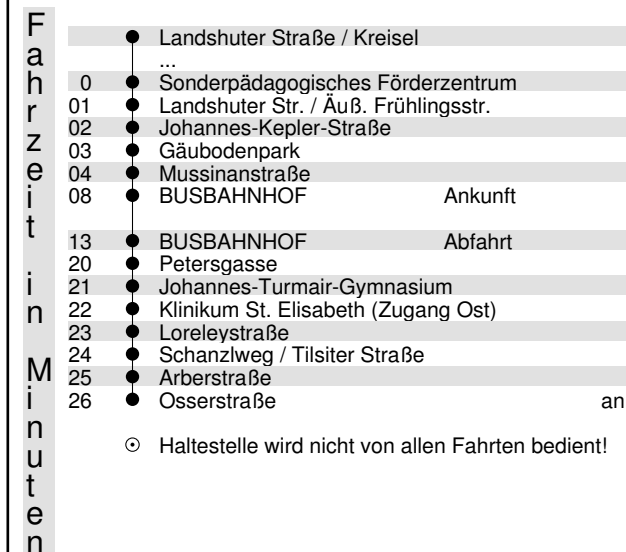 Fahrzeit in Minuten
Landshuter Straße / Kreisel
...
0 Sonderpädagogisches Förderzentrum
01 Landshuter Str. / Äuß. Frühlingsstr.
02 Johannes-Kepler-Straße
03 Gäubodenpark
04 Mussinanstraße
08 BUSBAHNHOF Ankunft
13 BUSBAHNHOF Abfahrt
20 Petersgasse
21 Johannes-Turmair-Gymnasium
22 Klinikum St. Elisabeth (Zugang Ost)
23 Loreleystraße
24 Schanzlweg / Tilsiter Straße
25 Arberstraße
26 Osserstraße an
☉ Haltestelle wird nicht von allen Fahrten bedient!